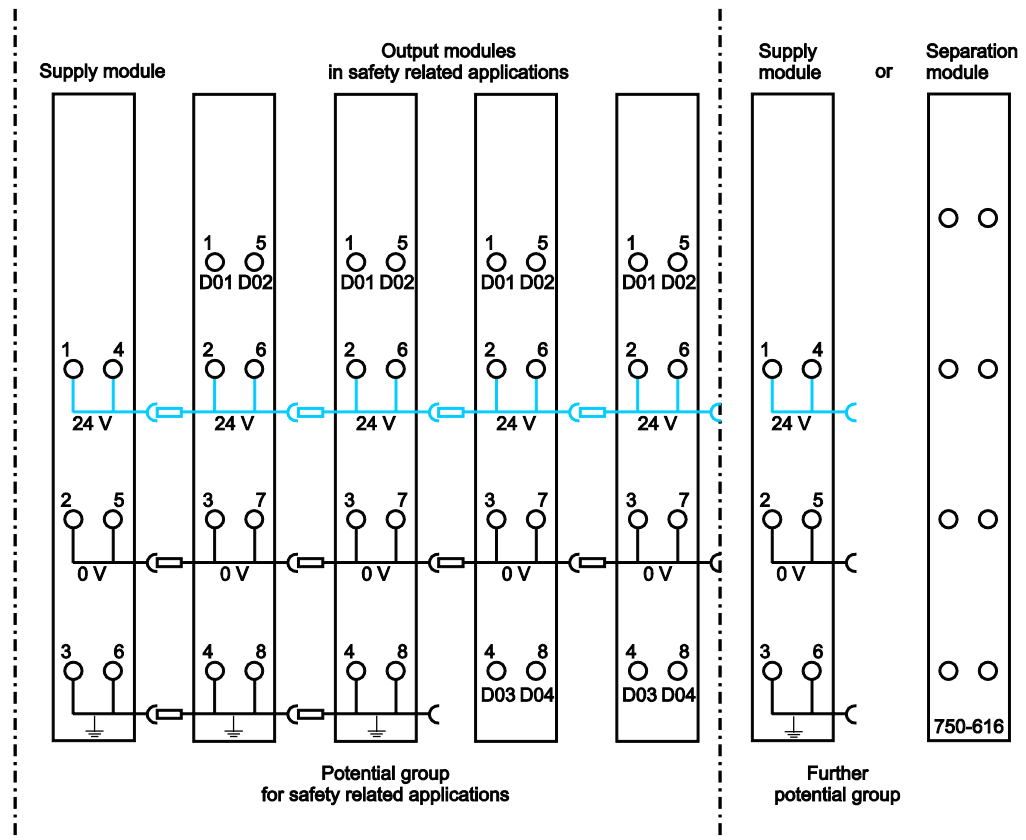 Supply module
Output modules
in safety related applications
Supply
module
or
Separation
module
1 5 1 5 1 5 1 5
D01 D02 D01 D02 D01 D02 D01 D02
1 4 2 6 2 6 2 6 2 6 1 4
24 V 24 V 24 V 24 V 24 V 24 V
2 5 3 7 3 7 3 7 3 7 2 5
0 V 0 V 0 V 0 V 0 V 0 V
3 6 4 8 4 8 4 8 4 8 3 6
D03 D04 D03 D04
750-616
Potential group
for safety related applications
Further
potential group